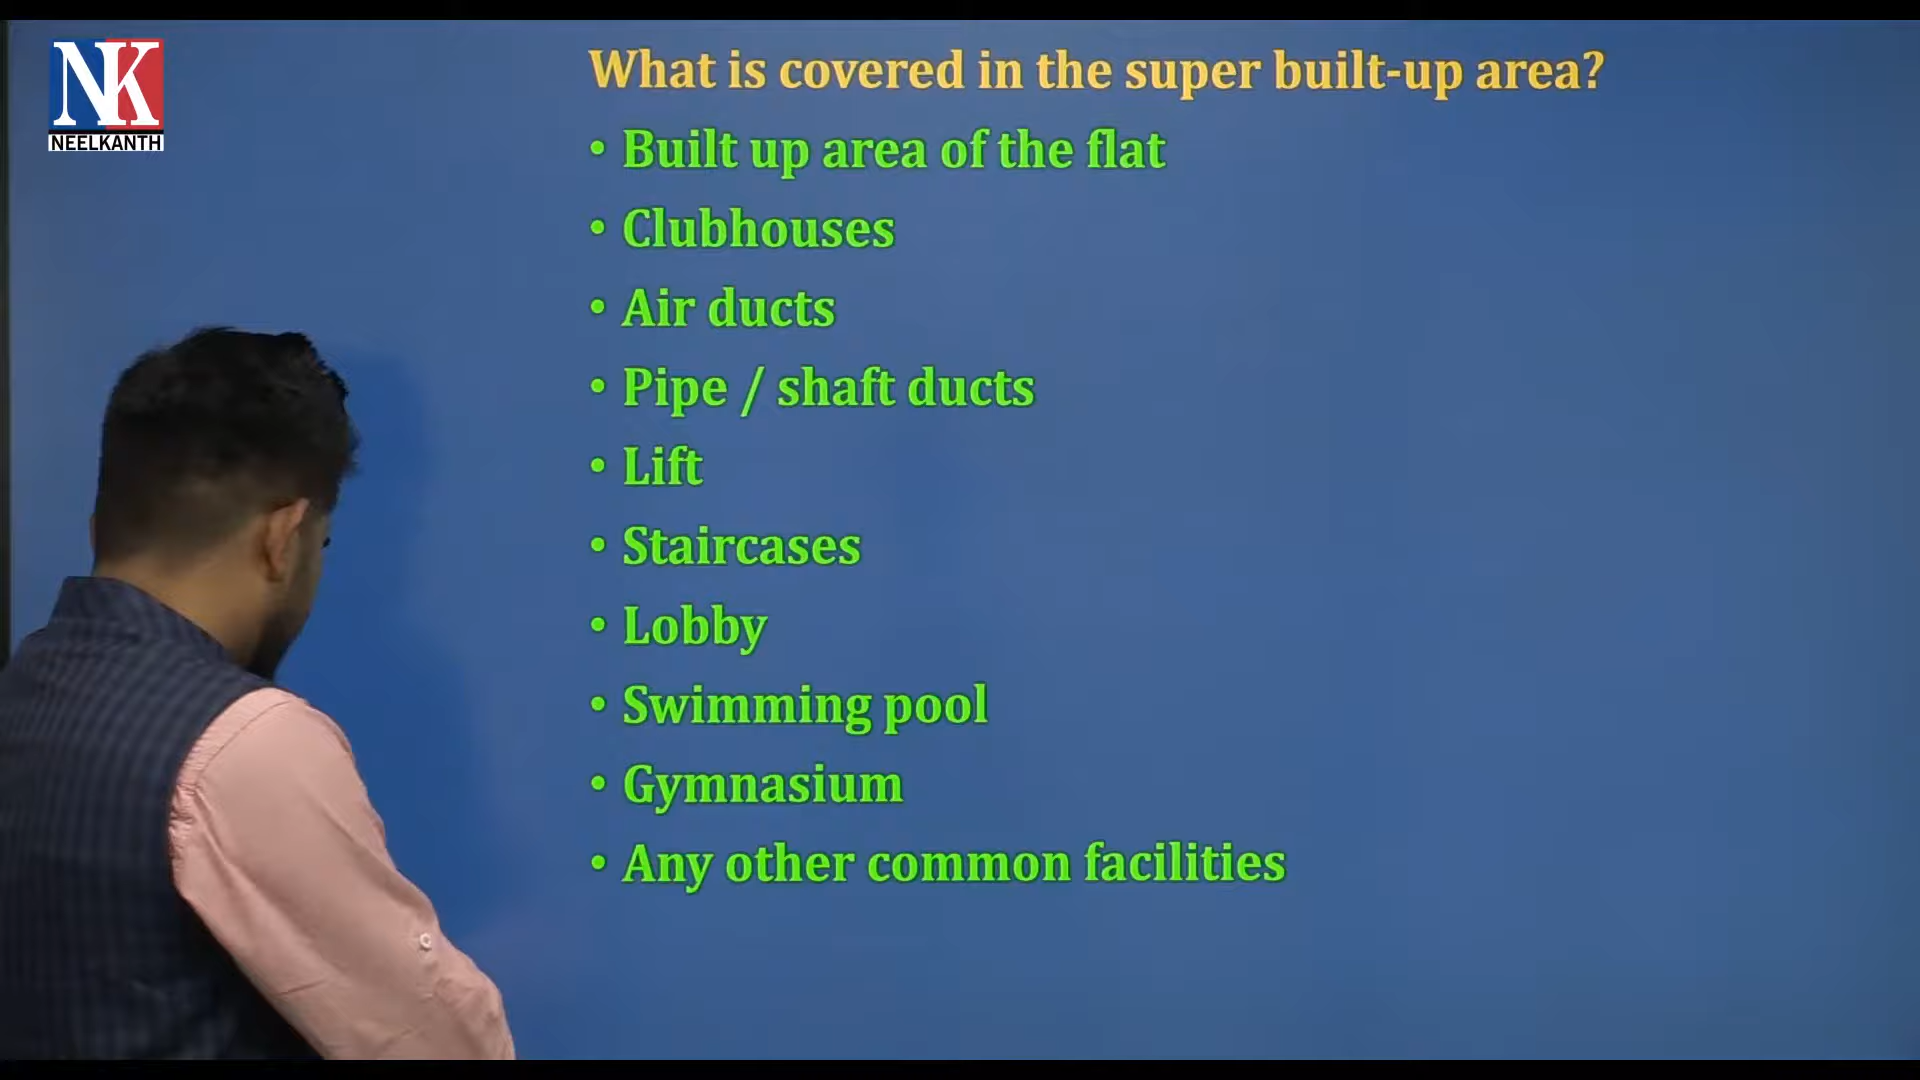 NK
NEELKANTH
What is covered in the super built-up area?
• Built up area of the flat
• Clubhouses
• Air ducts
• Pipe / shaft ducts
• Lift
• Staircases
• Lobby
• Swimming pool
• Gymnasium
• Any other common facilities